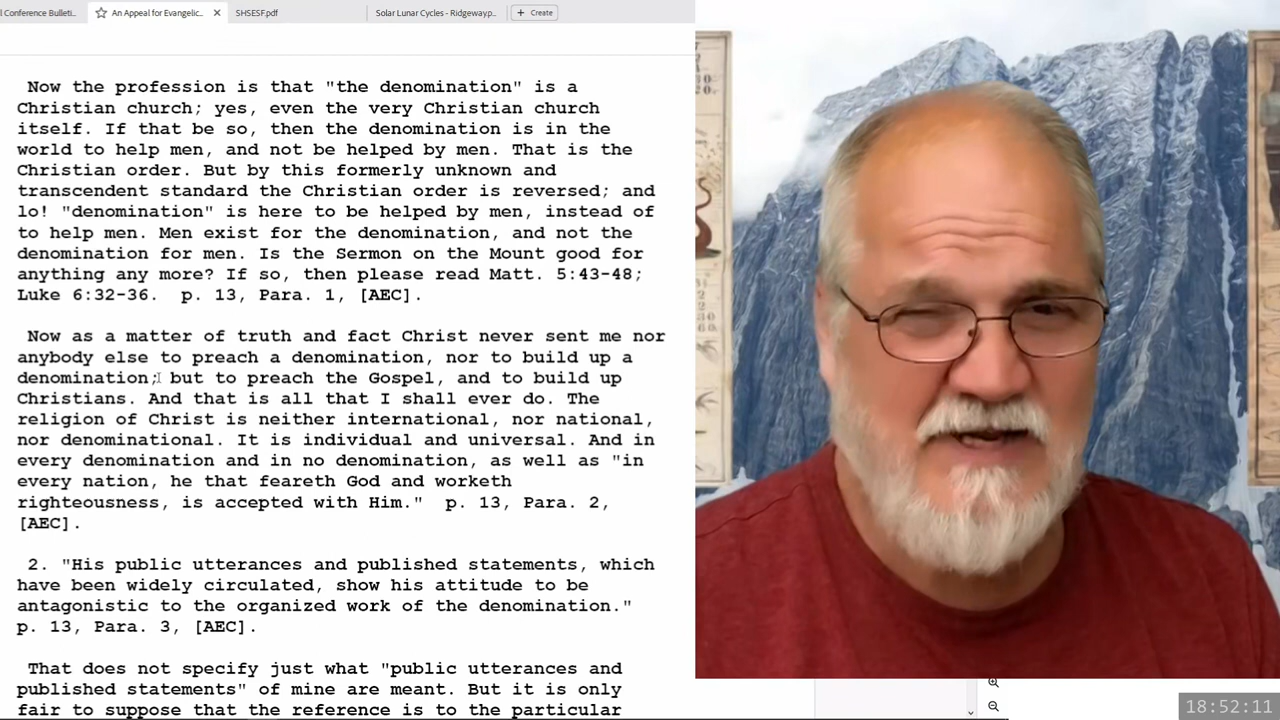 l Conference Bulleti..
An Appeal for Evangelic..
SHSESF.pdf
Solar Lunar Cycles - Ridgewayp..
Create
Now the profession is that "the denomination" is a
Christian church; yes, even the very Christian church
itself. If that be so, then the denomination is in the
world to help men, and not be helped by men. That is the
Christian order. But by this formerly unknown and
transcendent standard the Christian order is reversed; and
lo! "denomination" is here to be helped by men, instead of
to help men. Men exist for the denomination, and not the
denomination for men. Is the Sermon on the Mount good for
anything any more? If so, then please read Matt. 5:43-48;
Luke 6:32-36.  p. 13, Para. 1, [AEC].
Now as a matter of truth and fact Christ never sent me nor
anybody else to preach a denomination, nor to build up a
denomination; but to preach the Gospel, and to build up
Christians. And that is all that I shall ever do. The
religion of Christ is neither international, nor national,
nor denominational. It is individual and universal. And in
every denomination and in no denomination, as well as "in
every nation, he that feareth God and worketh
righteousness, is accepted with Him."  p. 13, Para. 2,
[AEC].
2. "His public utterances and published statements, which
have been widely circulated, show his attitude to be
antagonistic to the organized work of the denomination."
p. 13, Para. 3, [AEC].
That does not specify just what "public utterances and
published statements" of mine are meant. But it is only
fair to suppose that the reference is to the particular
18:52:11